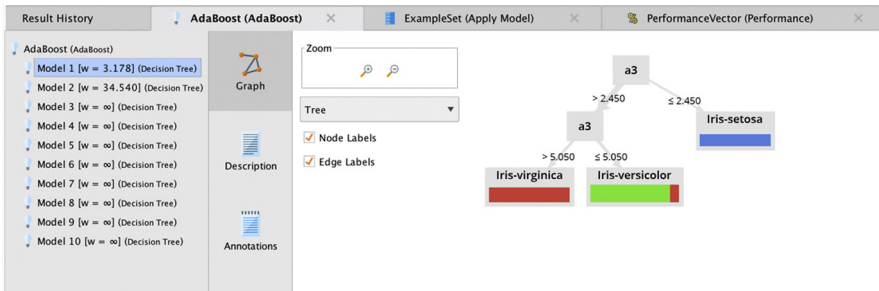 Result History
AdaBoost (AdaBoost)
ExampleSet (Apply Model)
PerformanceVector (Performance)
AdaBoost (AdaBoost)
Model 1 [w = 3.178] (Decision Tree)
Model 2 [w = 34.540] (Decision Tree)
Model 3 [w = ∞] (Decision Tree)
Model 4 [w = ∞] (Decision Tree)
Model 5 [w = ∞] (Decision Tree)
Model 6 [w = ∞] (Decision Tree)
Model 7 [w = ∞] (Decision Tree)
Model 8 [w = ∞] (Decision Tree)
Model 9 [w = ∞] (Decision Tree)
Model 10 [w = ∞] (Decision Tree)
Graph
Description
Annotations
Zoom
Tree
Node Labels
Edge Labels
a3
> 2.450
≤ 2.450
a3
Iris-setosa
> 5.050
≤ 5.050
Iris-virginica
Iris-versicolor